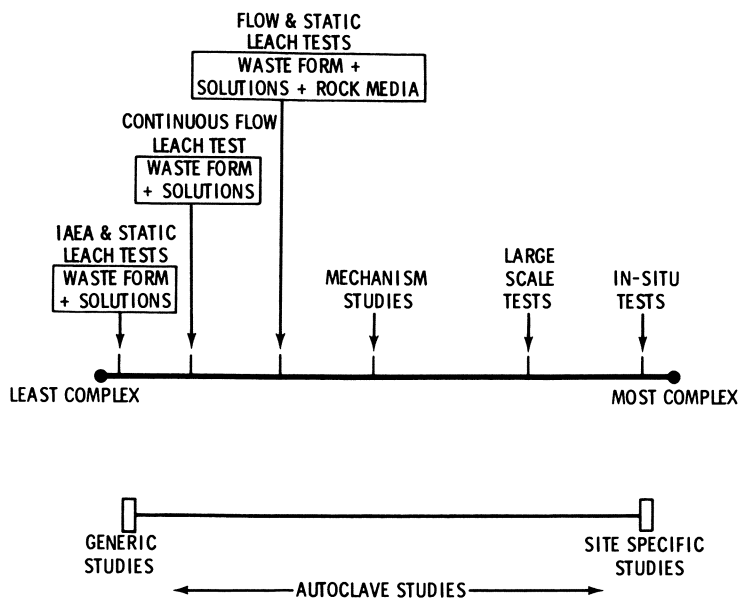 FLOW & STATIC
LEACH TESTS
WASTE FORM +
SOLUTIONS + ROCK MEDIA
CONTINUOUS FLOW
LEACH TEST
WASTE FORM
+ SOLUTIONS
IAEA & STATIC
LEACH TESTS
WASTE FORM
+ SOLUTIONS
MECHANISM
STUDIES
LARGE
SCALE
TESTS
IN-SITU
TESTS
LEAST COMPLEX
MOST COMPLEX
GENERIC
STUDIES
SITE SPECIFIC
STUDIES
AUTOCLAVE STUDIES